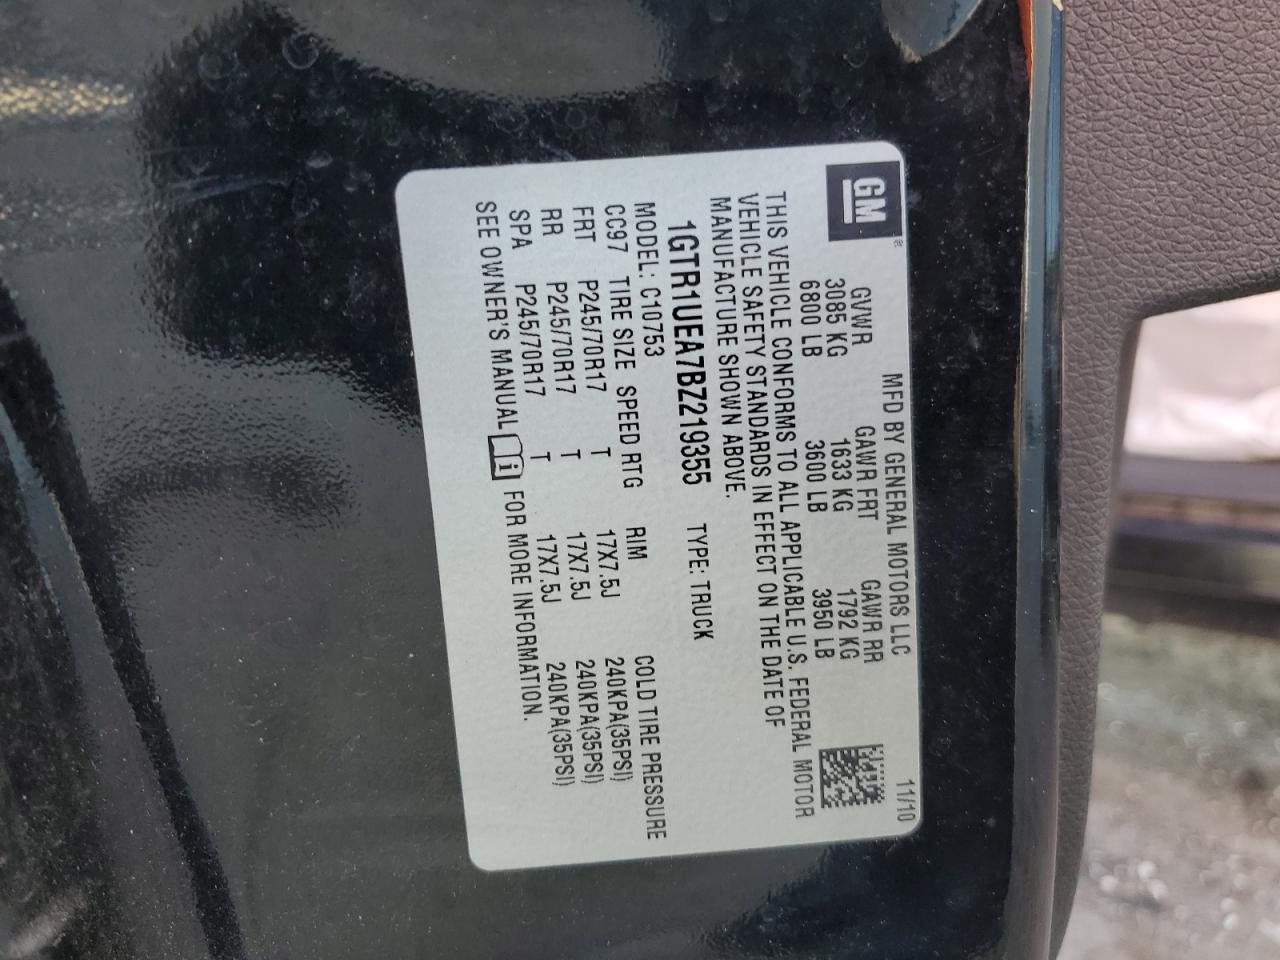 GM
MFD BY GENERAL MOTORS LLC 11/10
GVWR GAWR FRT GAWR RR
3085 KG 1633 KG 1792 KG
6800 LB 3600 LB 3950 LB
THIS VEHICLE CONFORMS TO ALL APPLICABLE U.S. FEDERAL MOTOR
VEHICLE SAFETY STANDARDS IN EFFECT ON THE DATE OF
MANUFACTURE SHOWN ABOVE.
1GTR1UEA7BZ219355 TYPE: TRUCK
MODEL: C10753
CC97 TIRE SIZE SPEED RTG RIM COLD TIRE PRESSURE
FRT P245/70R17 T 17X7.5J 240KPA(35PSI)
RR P245/70R17 T 17X7.5J 240KPA(35PSI)
SPA P245/70R17 T 17X7.5J 240KPA(35PSI)
SEE OWNER'S MANUAL i FOR MORE INFORMATION.